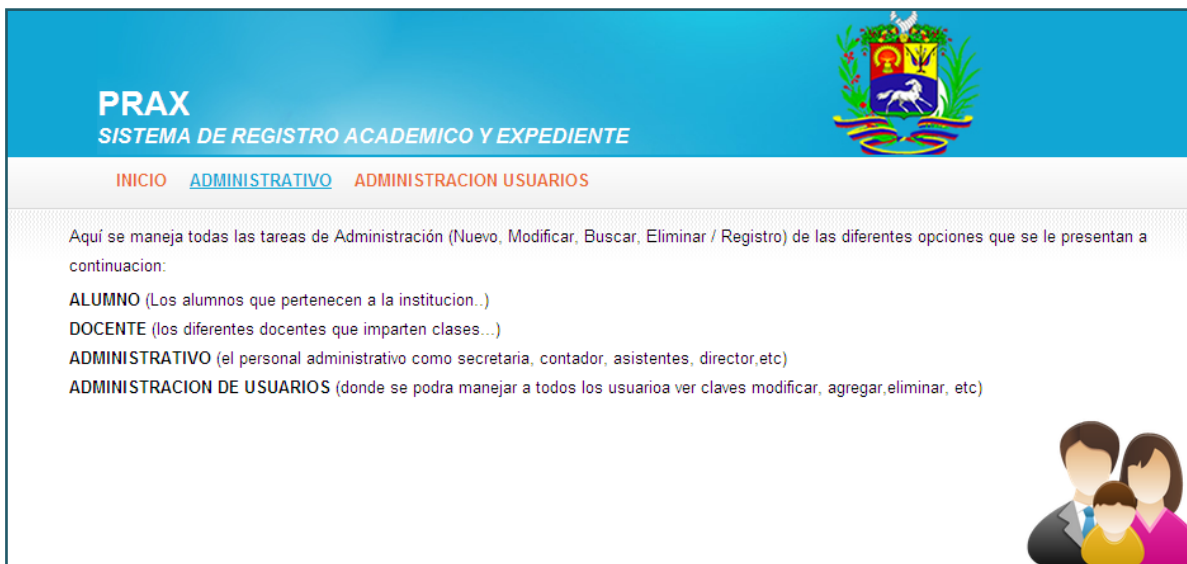 PRAX
SISTEMA DE REGISTRO ACADEMICO Y EXPEDIENTE
INICIO ADMINISTRATIVO ADMINISTRACION USUARIOS
Aquí se maneja todas las tareas de Administración (Nuevo, Modificar, Buscar, Eliminar / Registro) de las diferentes opciones que se le presentan a
continuacion:
ALUMNO (Los alumnos que pertenecen a la institucion..)
DOCENTE (los diferentes docentes que imparten clases...)
ADMINISTRATIVO (el personal administrativo como secretaria, contador, asistentes, director,etc)
ADMINISTRACION DE USUARIOS (donde se podra manejar a todos los usuarioa ver claves modificar, agregar,eliminar, etc)